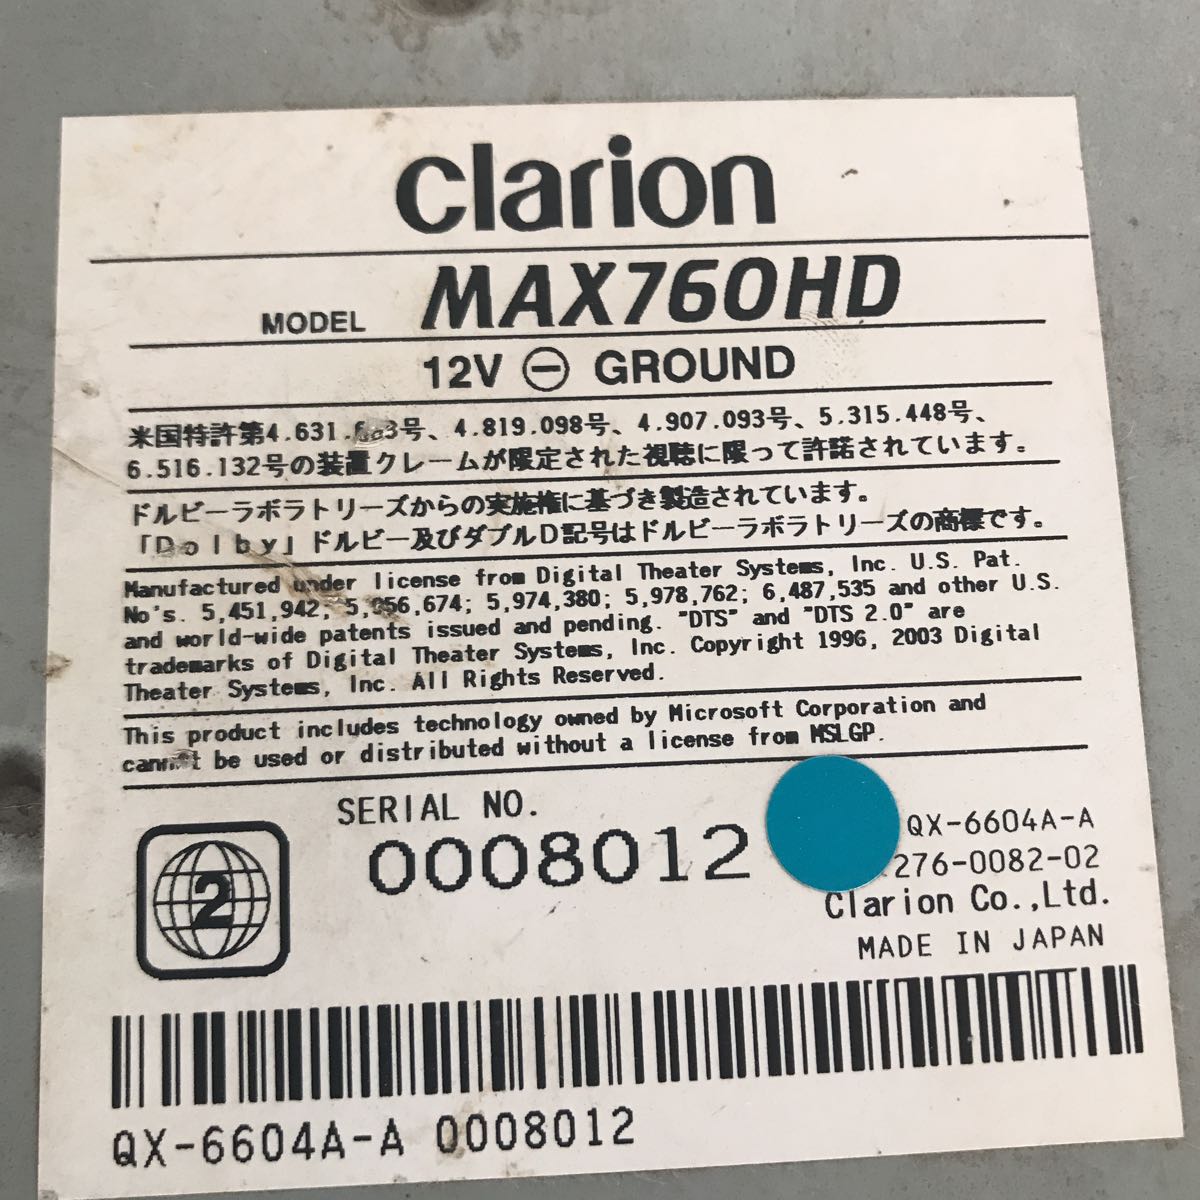 clarion
MODEL MAX760HD
12V ⊖ GROUND
米国特許第4.631.603号、4.819.098号、4.907.093号、5.315.448号、
6.516.132号の装置クレームが限定された視聴に限って許諾されています。
ドルビーラボラトリーズからの実施権に基づき製造されています。
「Dolby」ドルビー及びダブルD記号はドルビーラボラトリーズの商標です。
Manufactured under license from Digital Theater Systems, Inc. U.S. Pat.
No's. 5,451,942; 5,956,674; 5,974,380; 5,978,762; 6,487,535 and other U.S.
and world-wide patents issued and pending. "DTS" and "DTS 2.0" are
trademarks of Digital Theater Systems, Inc. Copyright 1996, 2003 Digital
Theater Systems, Inc. All Rights Reserved.
This product includes technology owned by Microsoft Corporation and
cannot be used or distributed without a license from MSLGP.
SERIAL NO.
0008012
2
QX-6604A-A
276-0082-02
Clarion Co.,Ltd.
MADE IN JAPAN
QX-6604A-A 0008012